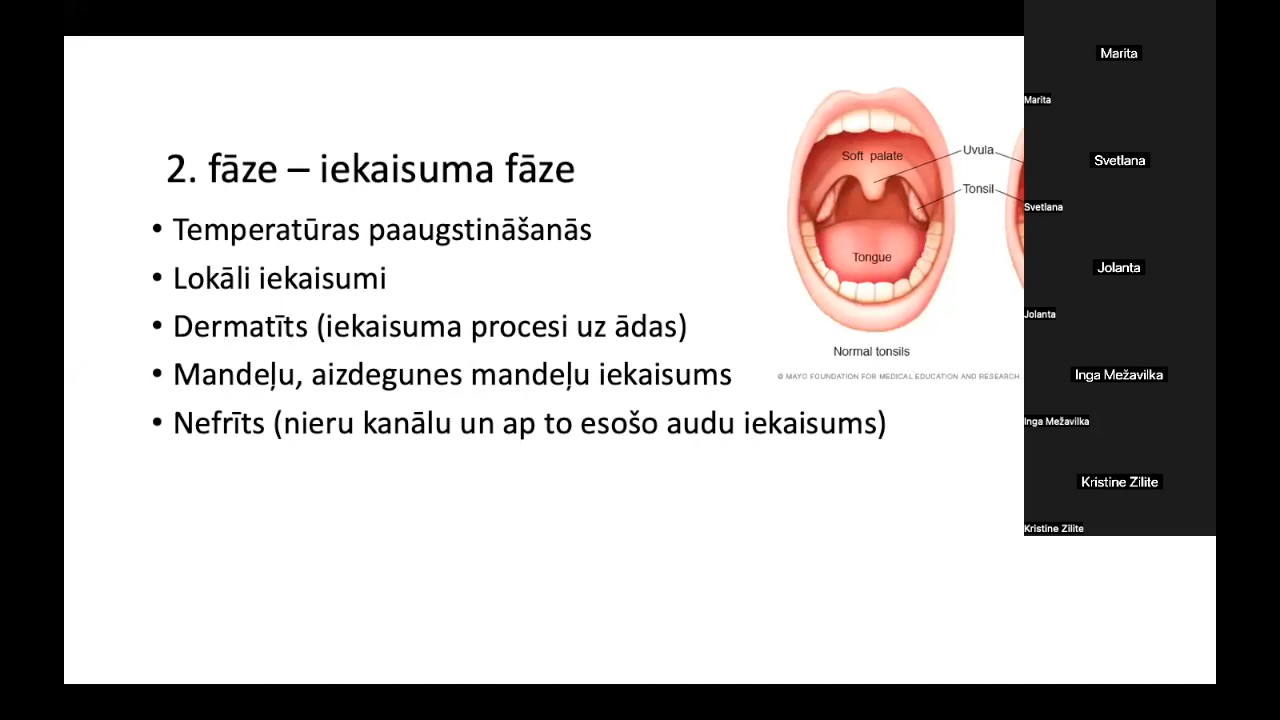 2. fāze – iekaisuma fāze
• Temperatūras paaugstināšanās
• Lokāli iekaisumi
• Dermatīts (iekaisuma procesi uz ādas)
• Mandeļu, aizdegunes mandeļu iekaisums
• Nefrīts (nieru kanālu un ap to esošo audu iekaisums)
Soft palate
Uvula
Tonsil
Tongue
Normal tonsils
© MAYO FOUNDATION FOR MEDICAL EDUCATION AND RESEARCH.
Marita
Marita
Svetlana
Svetlana
Jolanta
Jolanta
Inga Mežavilka
Inga Mežavilka
Kristine Zilite
Kristine Zilite